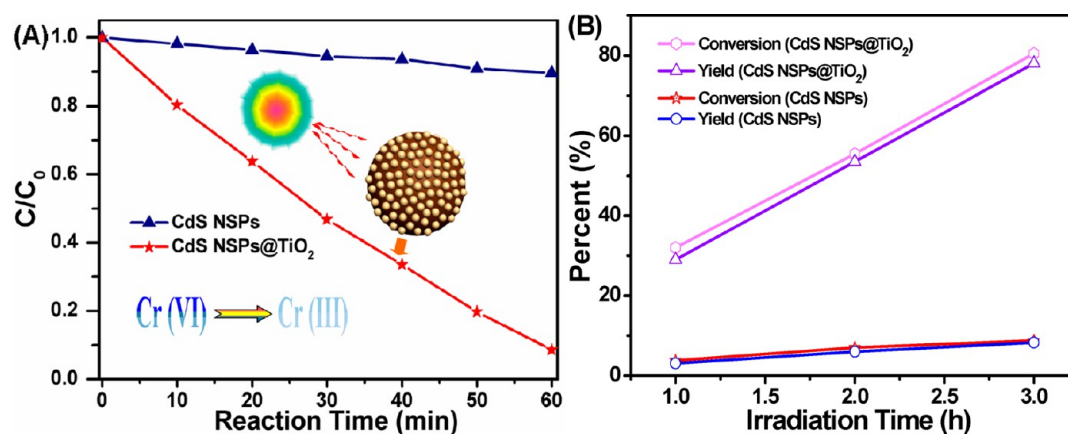 (A)
C/C0
1.0
0.8
0.6
0.4
0.2
0.0
CdS NSPs
CdS NSPs@TiO2
Cr (VI) Cr (III)
0 10 20 30 40 50 60
Reaction Time (min)
(B)
Percent (%)
80
60
40
20
0
Conversion (CdS NSPs@TiO2)
Yield (CdS NSPs@TiO2)
Conversion (CdS NSPs)
Yield (CdS NSPs)
1.0 1.5 2.0 2.5 3.0
Irradiation Time (h)